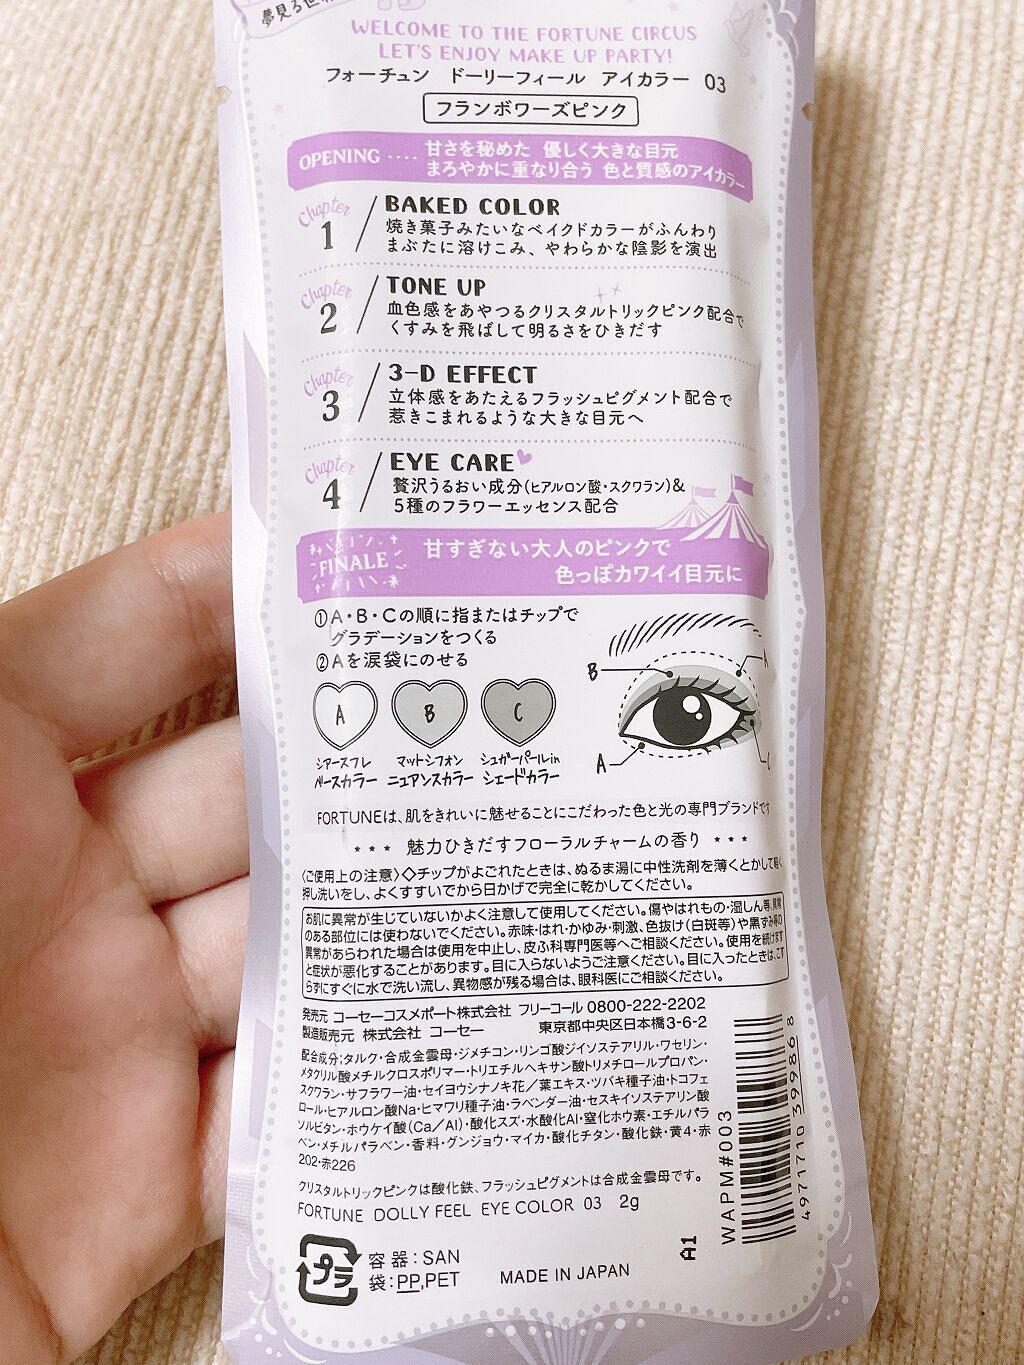 夢見る世
WELCOME TO THE FORTUNE CIRCUS
LET'S ENJOY MAKE UP PARTY!
フォーチュン ドーリーフィール アイカラー 03
フランボワーズピンク
OPENING ････ 甘さを秘めた 優しく大きな目元
まろやかに重なり合う 色と質感のアイカラー
Chapter 1 BAKED COLOR
焼き菓子みたいなベイクドカラーがふんわり
まぶたに溶けこみ、やわらかな陰影を演出
Chapter 2 TONE UP
血色感をあやつるクリスタルトリックピンク配合で
くすみを飛ばして明るさをひきだす
Chapter 3 3-D EFFECT
立体感をあたえるフラッシュピグメント配合で
惹きこまれるような大きな目元へ
Chapter 4 EYE CARE
贅沢うるおい成分(ヒアルロン酸・スクワラン)&
5種のフラワーエッセンス配合
FINALE 甘すぎない大人のピンクで
色っぽカワイイ目元に
①A・B・Cの順に指またはチップで
グラデーションをつくる
②Aを涙袋にのせる
A B C
B A
A C
シアースフレ マットシフォン シュガーパールin
ベースカラー ニュアンスカラー シェードカラー
FORTUNEは、肌をきれいに魅せることにこだわった色と光の専門ブランドです
★★★ 魅力ひきだすフローラルチャームの香り ★★★
〈ご使用上の注意〉◇チップがよごれたときは、ぬるま湯に中性洗剤を薄くとかして軽く
押し洗いをし、よくすすいでから日かげで完全に乾かしてください。
お肌に異常が生じていないかよく注意して使用してください。傷やはれもの・湿しん等、異常
のある部位には使わないでください。赤味・はれ・かゆみ・刺激、色抜け(白斑等)や黒ずみ等の
異常があらわれた場合は使用を中止し、皮ふ科専門医等へご相談ください。使用を続けます
と症状が悪化することがあります。目に入らないようご注意ください。目に入ったときは、こす
らずにすぐに水で洗い流し、異物感が残る場合は、眼科医にご相談ください。
発売元 コーセーコスメポート株式会社 フリーコール 0800-222-2202
製造販売元 株式会社 コーセー 東京都中央区日本橋3-6-2
配合成分;タルク・合成金雲母・ジメチコン・リンゴ酸ジイソステアリル・ワセリン・
メタクリル酸メチルクロスポリマー・トリエチルヘキサン酸トリメチロールプロパン・
スクワラン・サフラワー油・セイヨウシナノキ花／葉エキス・ツバキ種子油・トコフェ
ロール・ヒアルロン酸Na・ヒマワリ種子油・ラベンダー油・セスキイソステアリン酸
ソルビタン・ホウケイ酸(Ca／Al)・酸化スズ・水酸化Al・窒化ホウ素・エチルパラ
ベン・メチルパラベン・香料・グンジョウ・マイカ・酸化チタン・酸化鉄・黄4・赤
202・赤226
クリスタルトリックピンクは酸化鉄、フラッシュピグメントは合成金雲母です。
FORTUNE DOLLY FEEL EYE COLOR 03 2g
WAPM#003
4971710 399868
A1
プラ
容器:SAN
袋:PP,PET
MADE IN JAPAN